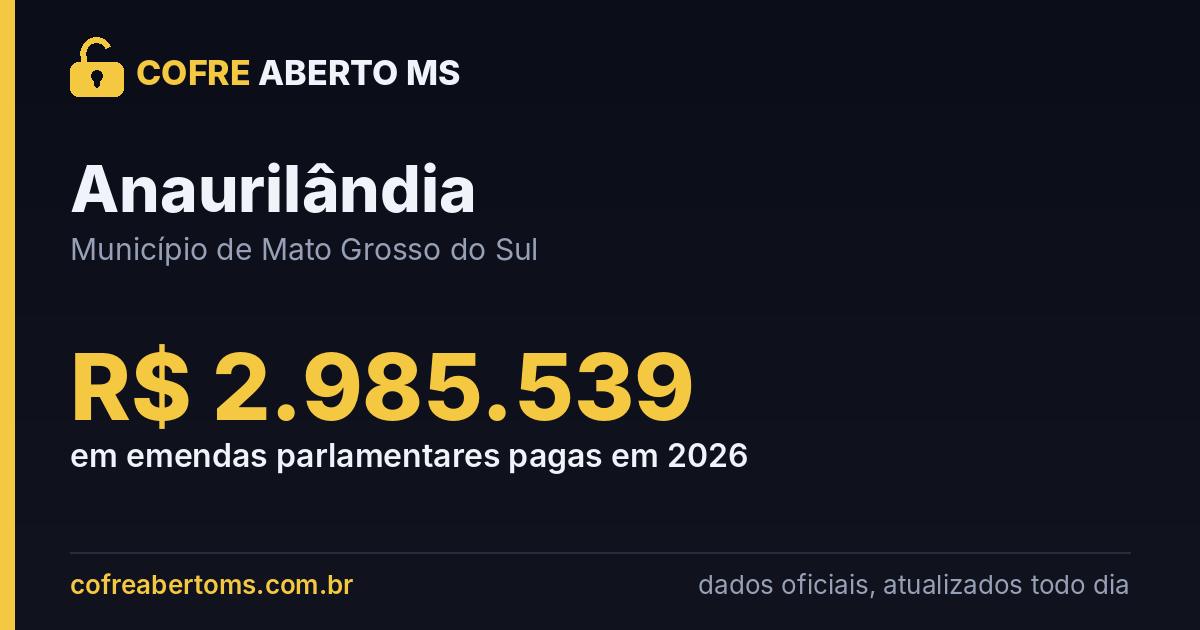 COFRE ABERTO MS
Anaurilândia
Município de Mato Grosso do Sul
R$ 2.985.539
em emendas parlamentares pagas em 2026
cofreabertoms.com.br
dados oficiais, atualizados todo dia